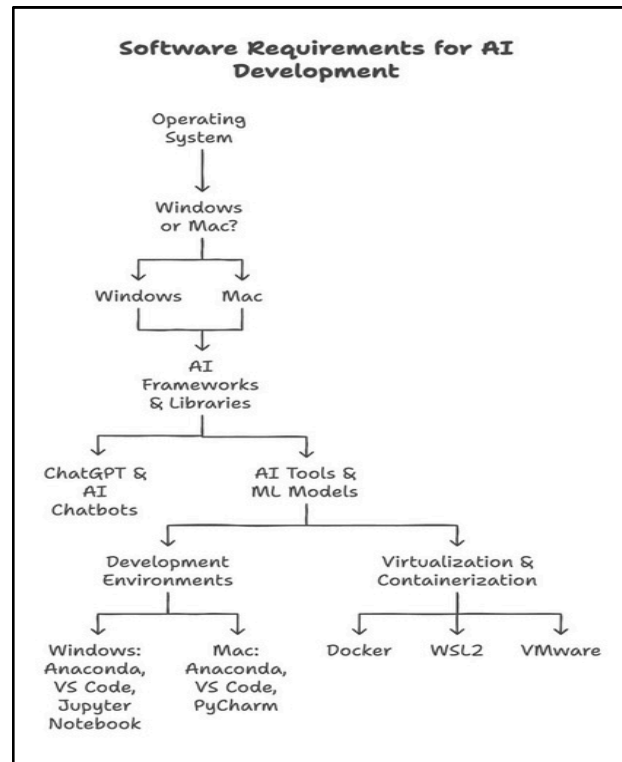 Software Requirements for AI
Development
Operating
System
Windows
or Mac?
Windows
Mac
AI
Frameworks
& Libraries
ChatGPT &
AI
Chatbots
AI Tools &
ML Models
Development
Environments
Virtualization &
Containerization
Windows:
Anaconda,
VS Code,
Jupyter
Notebook
Mac:
Anaconda,
VS Code,
PyCharm
Docker
WSL2
VMware